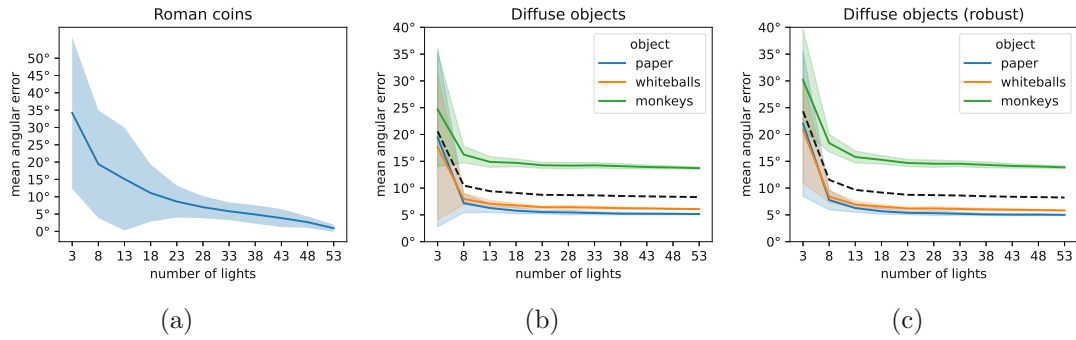 Roman coins
mean angular error
50°
45°
40°
35°
30°
25°
20°
15°
10°
5°
0°
3 8 13 18 23 28 33 38 43 48 53
number of lights
(a)
Diffuse objects
mean angular error
40°
35°
30°
25°
20°
15°
10°
5°
0°
object
paper
whiteballs
monkeys
3 8 13 18 23 28 33 38 43 48 53
number of lights
(b)
Diffuse objects (robust)
mean angular error
40°
35°
30°
25°
20°
15°
10°
5°
0°
object
paper
whiteballs
monkeys
3 8 13 18 23 28 33 38 43 48 53
number of lights
(c)